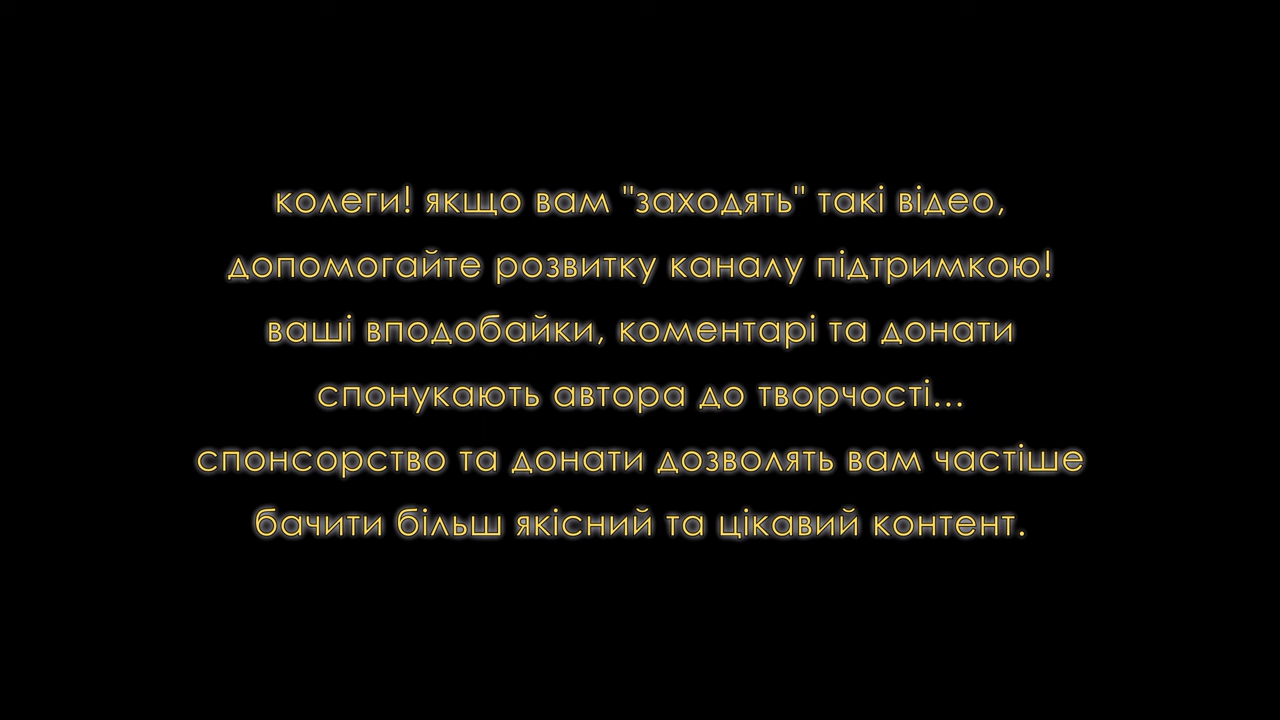 колеги! якщо вам "заходять" такі відео,
допомогайте розвитку каналу підтримкою!
ваші вподобайки, коментарі та донати
спонукають автора до творчості...
спонсорство та донати дозволять вам частіше
бачити більш якісний та цікавий контент.